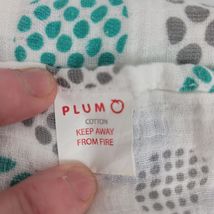 PLUM
COTTON
KEEP AWAY
FROM FIRE